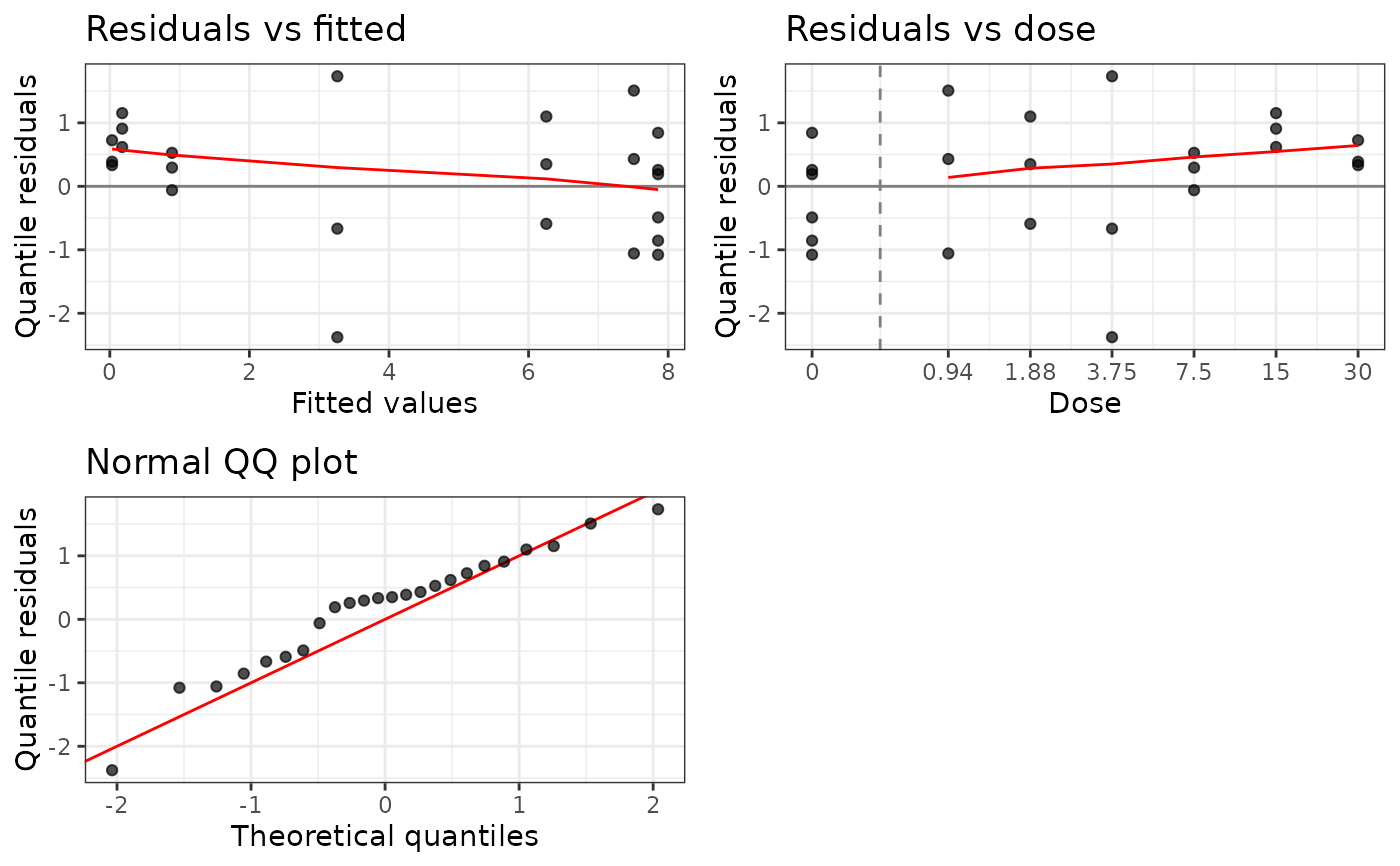 Residuals vs fitted
Quantile residuals
1
0
-1
-2
0 2 4 6 8
Fitted values
Residuals vs dose
Quantile residuals
1
0
-1
-2
0 0.94 1.88 3.75 7.5 15 30
Dose
Normal QQ plot
Quantile residuals
1
0
-1
-2
-2 -1 0 1 2
Theoretical quantiles